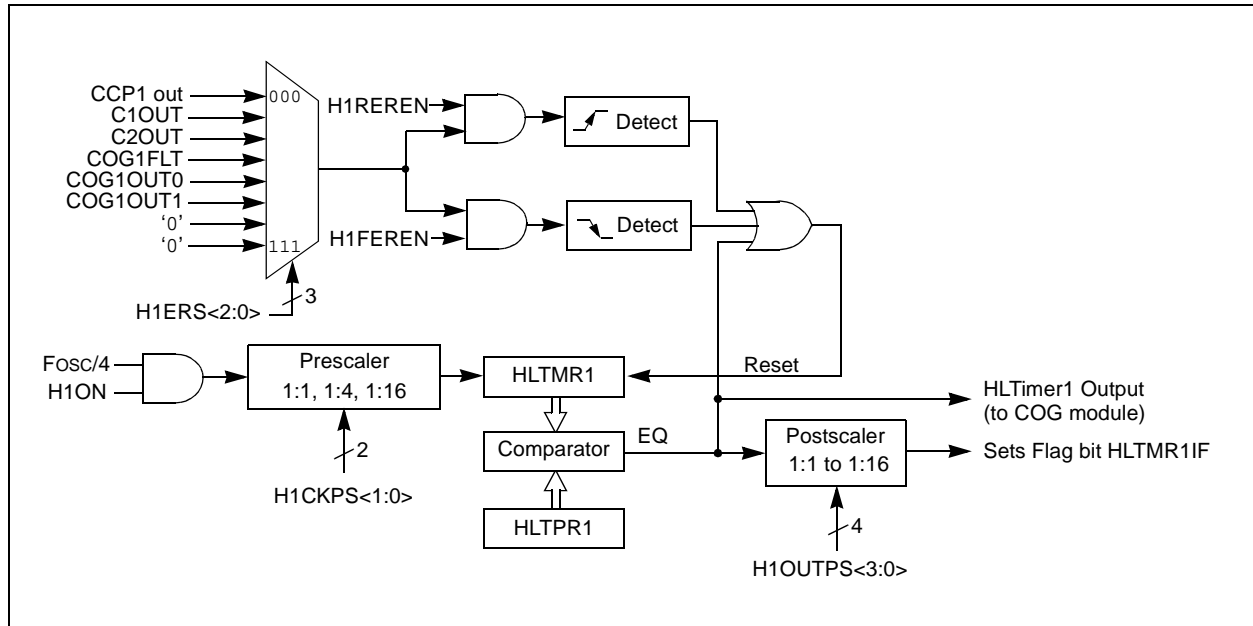 CCP1 out
C1OUT
C2OUT
COG1FLT
COG1OUT0
COG1OUT1
‘0’
‘0’
000
111
H1ERS<2:0>
3
H1REREN
H1FEREN
Detect
Detect
FOSC/4
H1ON
Prescaler
1:1, 1:4, 1:16
2
H1CKPS<1:0>
HLTMR1
Reset
Comparator
EQ
HLTPR1
HLTimer1 Output
(to COG module)
Postscaler
1:1 to 1:16
Sets Flag bit HLTMR1IF
4
H1OUTPS<3:0>